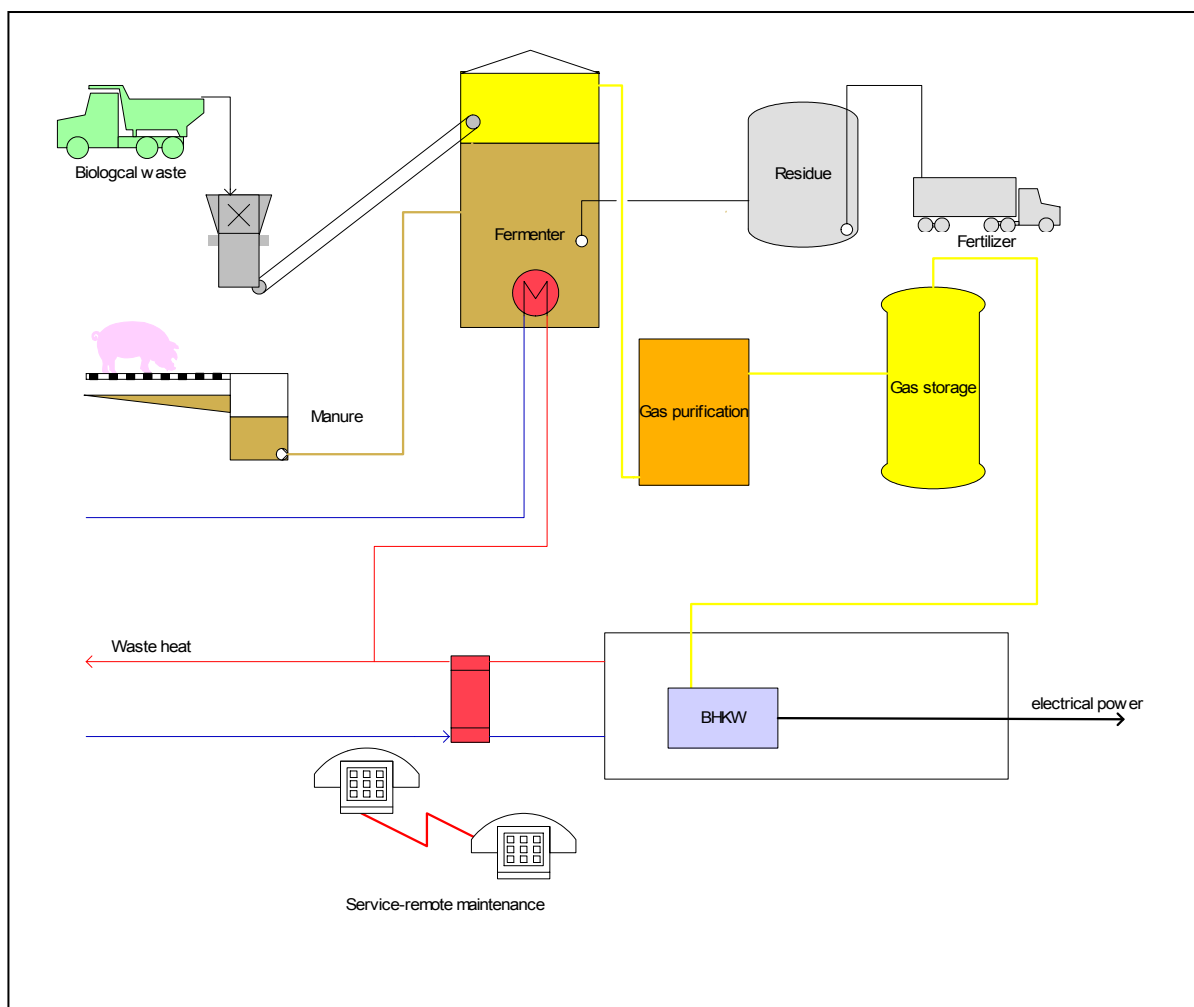 Biologcal waste
Residue
Fermenter
Fertilizer
Manure
Gas purification
Gas storage
Waste heat
BHKW
electrical power
Service-remote maintenance